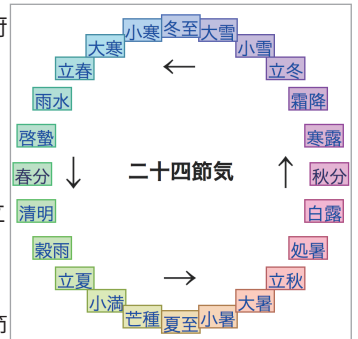 冬至
小寒
大寒
立春
雨水
啓蟄
春分
清明
穀雨
立夏
小満
芒種
夏至
小暑
大暑
立秋
処暑
白露
秋分
寒露
霜降
立冬
小雪
大雪
二十四節気